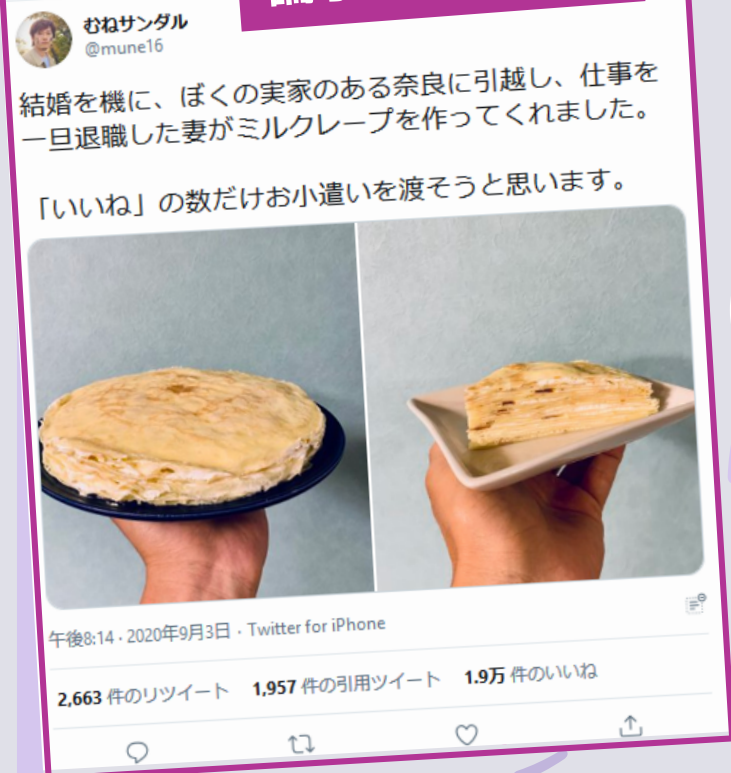 むねサンダル
@mune16
結婚を機に、ぼくの実家のある奈良に引越し、仕事を
一旦退職した妻がミルクレープを作ってくれました。
「いいね」の数だけお小遣いを渡そうと思います。
午後8:14 · 2020年9月3日 · Twitter for iPhone
2,663 件のリツイート 1,957 件の引用ツイート 1.9万 件のいいね